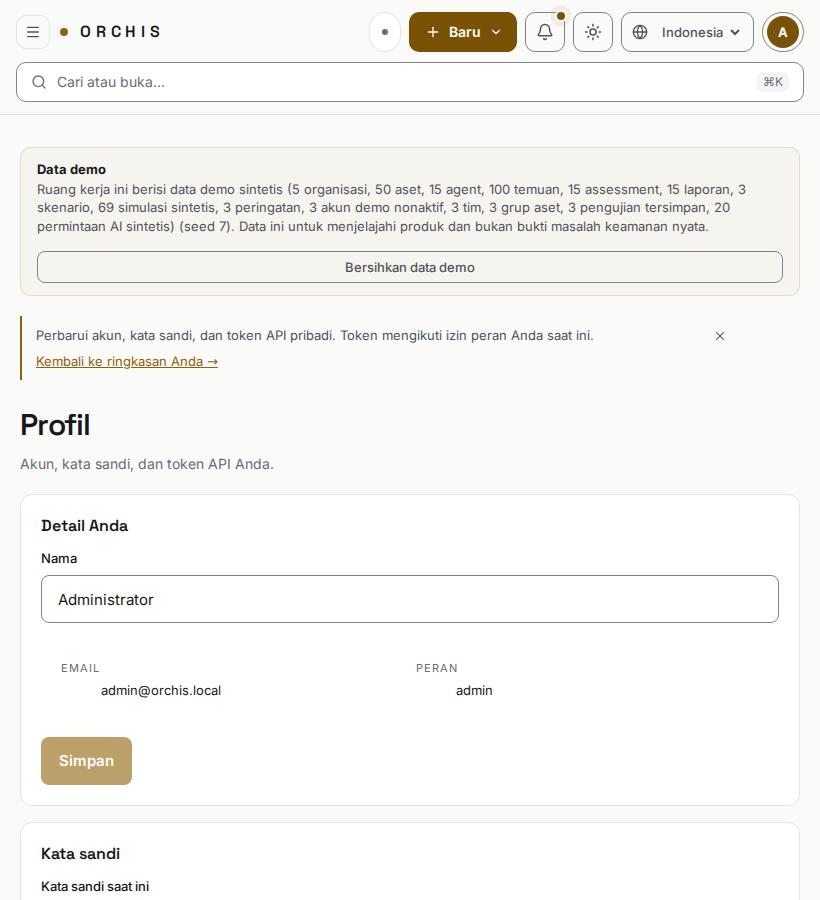 ORCHIS
Baru
Indonesia
A
Cari atau buka...
⌘K
Data demo
Ruang kerja ini berisi data demo sintetis (5 organisasi, 50 aset, 15 agent, 100 temuan, 15 assessment, 15 laporan, 3
skenario, 69 simulasi sintetis, 3 peringatan, 3 akun demo nonaktif, 3 tim, 3 grup aset, 3 pengujian tersimpan, 20
permintaan AI sintetis) (seed 7). Data ini untuk menjelajahi produk dan bukan bukti masalah keamanan nyata.
Bersihkan data demo
Perbarui akun, kata sandi, dan token API pribadi. Token mengikuti izin peran Anda saat ini.
Kembali ke ringkasan Anda →
Profil
Akun, kata sandi, dan token API Anda.
Detail Anda
Nama
Administrator
EMAIL
admin@orchis.local
PERAN
admin
Simpan
Kata sandi
Kata sandi saat ini